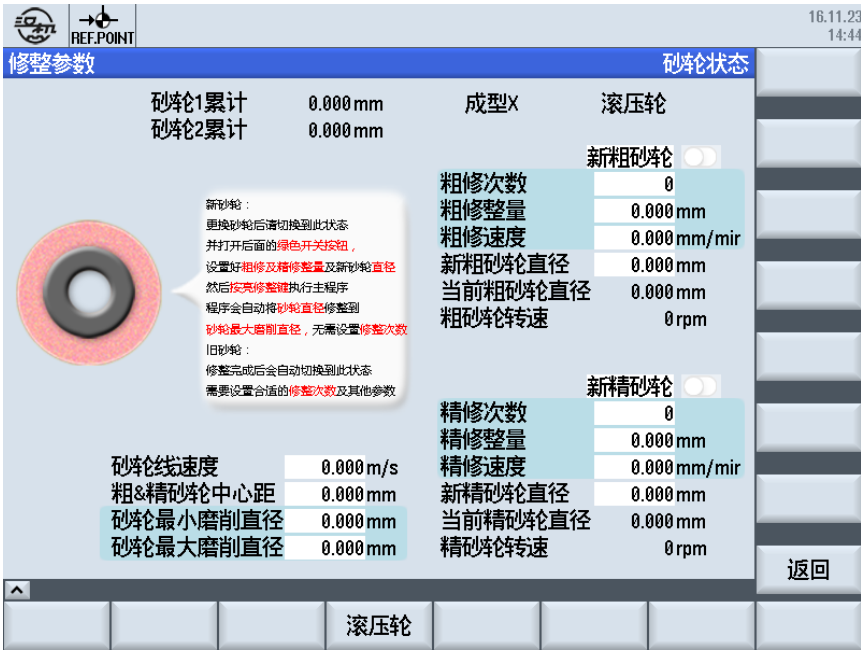 汉机
REF.POINT
16.11.23
14:44
修整参数
砂轮状态
砂轮1累计 0.000 mm
砂轮2累计 0.000 mm
成型X 滚压轮
新粗砂轮
粗修次数 0
粗修整量 0.000 mm
粗修速度 0.000 mm/mir
新粗砂轮直径 0.000 mm
当前粗砂轮直径 0.000 mm
粗砂轮转速 0 rpm
新砂轮：
更换砂轮后请切换到此状态
并打开后面的绿色开关按钮，
设置好粗修及精修整量及新砂轮直径
然后按亮修整键执行主程序
程序会自动将砂轮直径修整到
砂轮最大磨削直径，无需设置修整次数
旧砂轮：
修整完成后会自动切换到此状态
需要设置合适的修整次数及其他参数
新精砂轮
精修次数 0
精修整量 0.000 mm
精修速度 0.000 mm/mir
新精砂轮直径 0.000 mm
当前精砂轮直径 0.000 mm
精砂轮转速 0 rpm
砂轮线速度 0.000 m/s
粗&精砂轮中心距 0.000 mm
砂轮最小磨削直径 0.000 mm
砂轮最大磨削直径 0.000 mm
返回
滚压轮